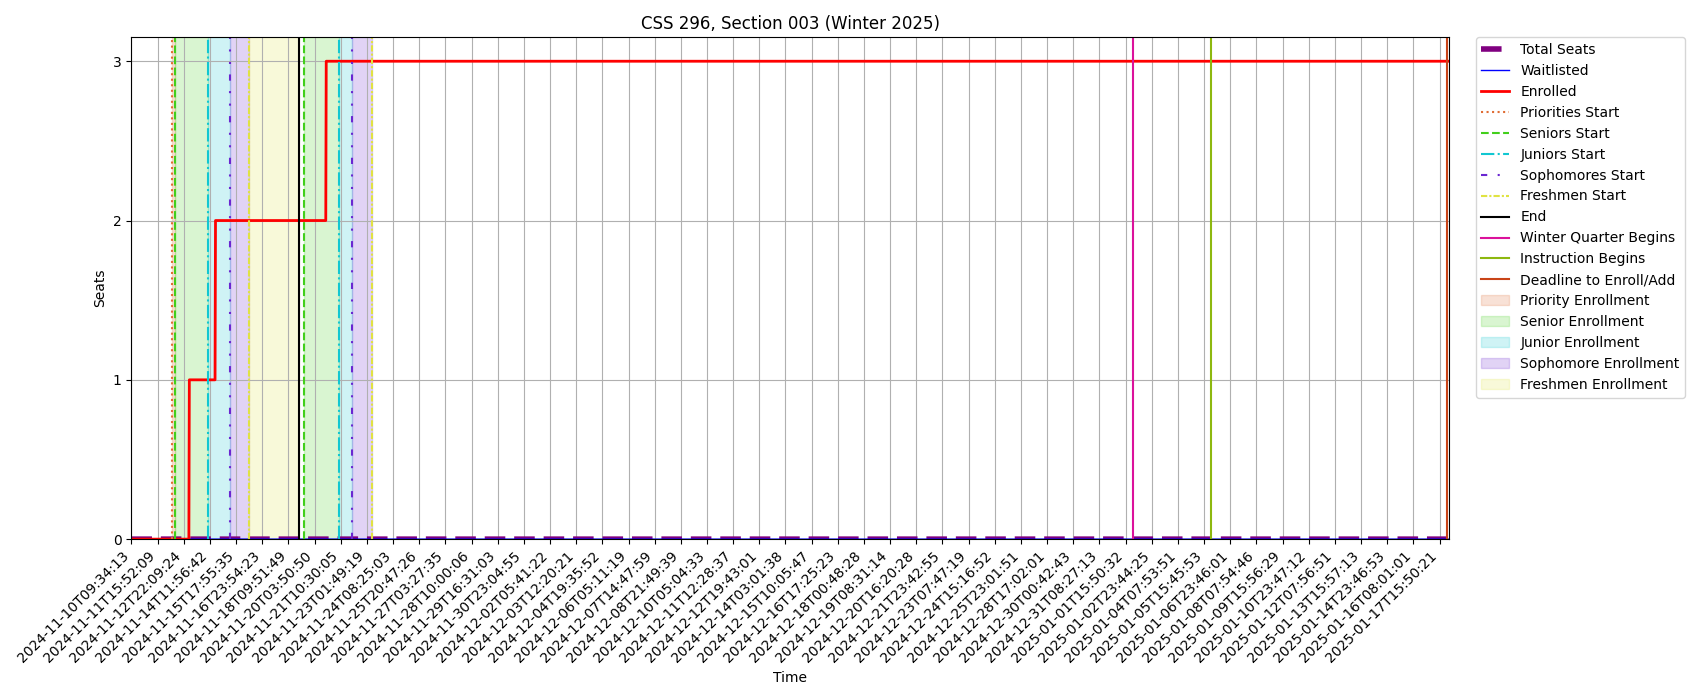 CSS 296, Section 003 (Winter 2025)
Seats
3
2
1
0
2024-11-10T09:34:13
2024-11-11T15:52:09
2024-11-12T22:09:24
2024-11-14T11:56:42
2024-11-15T17:55:35
2024-11-16T23:54:23
2024-11-18T09:51:49
2024-11-20T03:50:50
2024-11-21T10:30:05
2024-11-23T01:49:19
2024-11-24T08:25:03
2024-11-25T20:47:26
2024-11-27T03:27:35
2024-11-28T10:00:06
2024-11-29T16:31:03
2024-11-30T23:04:55
2024-12-02T05:41:22
2024-12-03T12:20:21
2024-12-04T19:35:52
2024-12-06T05:11:19
2024-12-07T14:47:59
2024-12-08T21:49:39
2024-12-10T05:04:33
2024-12-11T12:28:37
2024-12-12T19:43:01
2024-12-14T03:01:38
2024-12-15T10:05:47
2024-12-16T17:25:23
2024-12-18T00:48:28
2024-12-19T08:31:14
2024-12-20T16:20:28
2024-12-21T23:42:55
2024-12-23T07:47:19
2024-12-24T15:16:52
2024-12-25T23:01:51
2024-12-28T17:02:01
2024-12-30T00:42:43
2024-12-31T08:27:13
2025-01-01T15:50:32
2025-01-02T23:44:25
2025-01-04T07:53:51
2025-01-05T15:45:53
2025-01-06T23:46:01
2025-01-08T07:54:46
2025-01-09T15:56:29
2025-01-10T23:47:12
2025-01-12T07:56:51
2025-01-13T15:57:13
2025-01-14T23:46:53
2025-01-16T08:01:01
2025-01-17T15:50:21
Time
Total Seats
Waitlisted
Enrolled
Priorities Start
Seniors Start
Juniors Start
Sophomores Start
Freshmen Start
End
Winter Quarter Begins
Instruction Begins
Deadline to Enroll/Add
Priority Enrollment
Senior Enrollment
Junior Enrollment
Sophomore Enrollment
Freshmen Enrollment